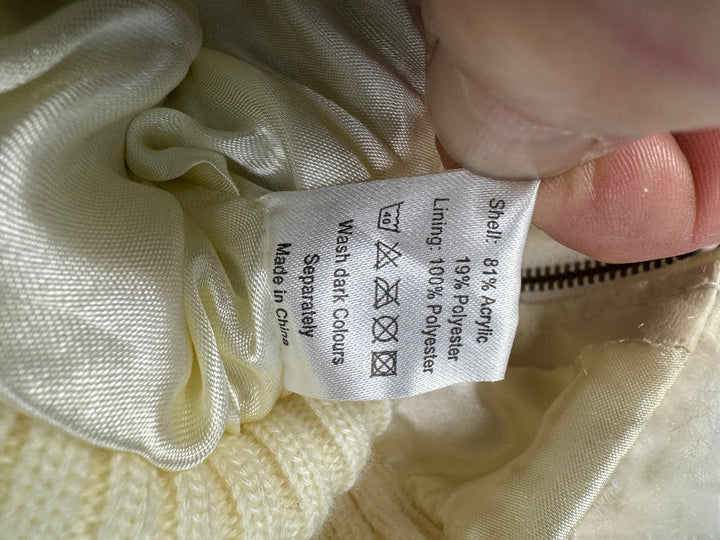 Shell: 81% Acrylic
19% Polyester
Lining: 100% Polyester
40
Wash dark Colours
Separately
Made in China